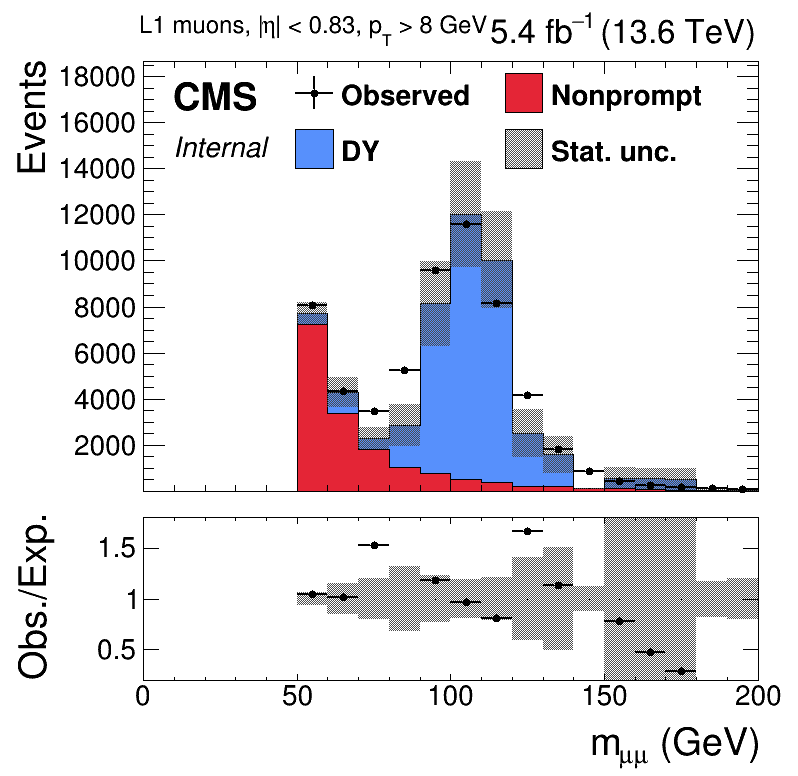 L1 muons, |η| < 0.83, p_T > 8 GeV 5.4 fb⁻¹ (13.6 TeV)
Events
18000
16000
14000
12000
10000
8000
6000
4000
2000
CMS
Internal
Observed
Nonprompt
DY
Stat. unc.
Obs./Exp.
1.5
1
0.5
0 50 100 150 200
m_μμ (GeV)